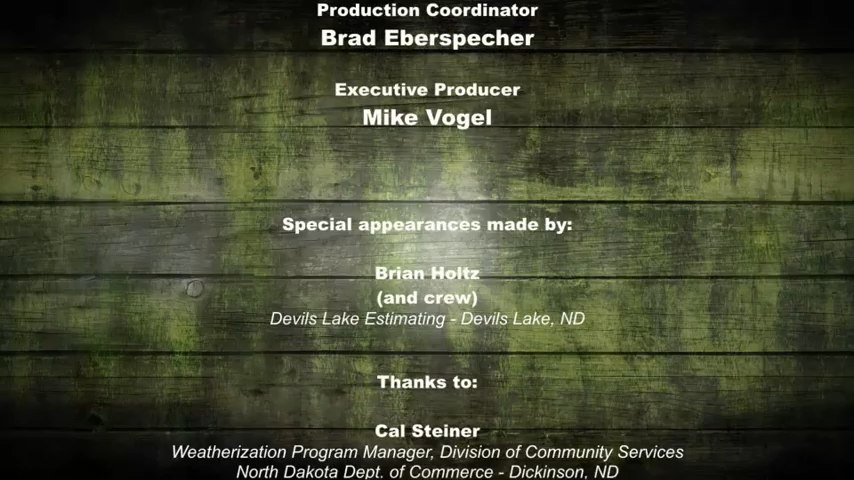 Production Coordinator
Brad Eberspecher
Executive Producer
Mike Vogel
Special appearances made by:
Brian Holtz
(and crew)
Devils Lake Estimating - Devils Lake, ND
Thanks to:
Cal Steiner
Weatherization Program Manager, Division of Community Services
North Dakota Dept. of Commerce - Dickinson, ND